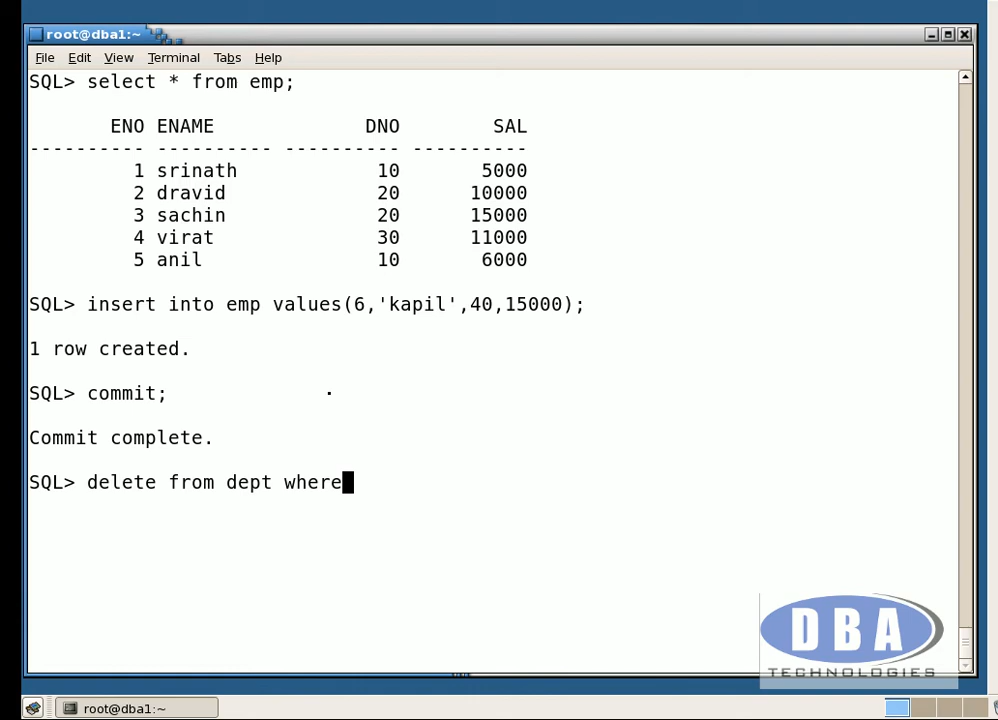 root@dba1:~
File Edit View Terminal Tabs Help
SQL> select * from emp;
ENO ENAME DNO SAL
---------- ---------- ---------- ----------
1 srinath 10 5000
2 dravid 20 10000
3 sachin 20 15000
4 virat 30 11000
5 anil 10 6000
SQL> insert into emp values(6,'kapil',40,15000);
1 row created.
SQL> commit;
Commit complete.
SQL> delete from dept where
DBA
TECHNOLOGIES
root@dba1:~